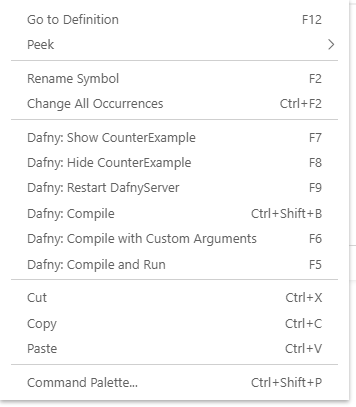 Go to Definition F12
Peek
Rename Symbol F2
Change All Occurrences Ctrl+F2
Dafny: Show CounterExample F7
Dafny: Hide CounterExample F8
Dafny: Restart DafnyServer F9
Dafny: Compile Ctrl+Shift+B
Dafny: Compile with Custom Arguments F6
Dafny: Compile and Run F5
Cut Ctrl+X
Copy Ctrl+C
Paste Ctrl+V
Command Palette... Ctrl+Shift+P